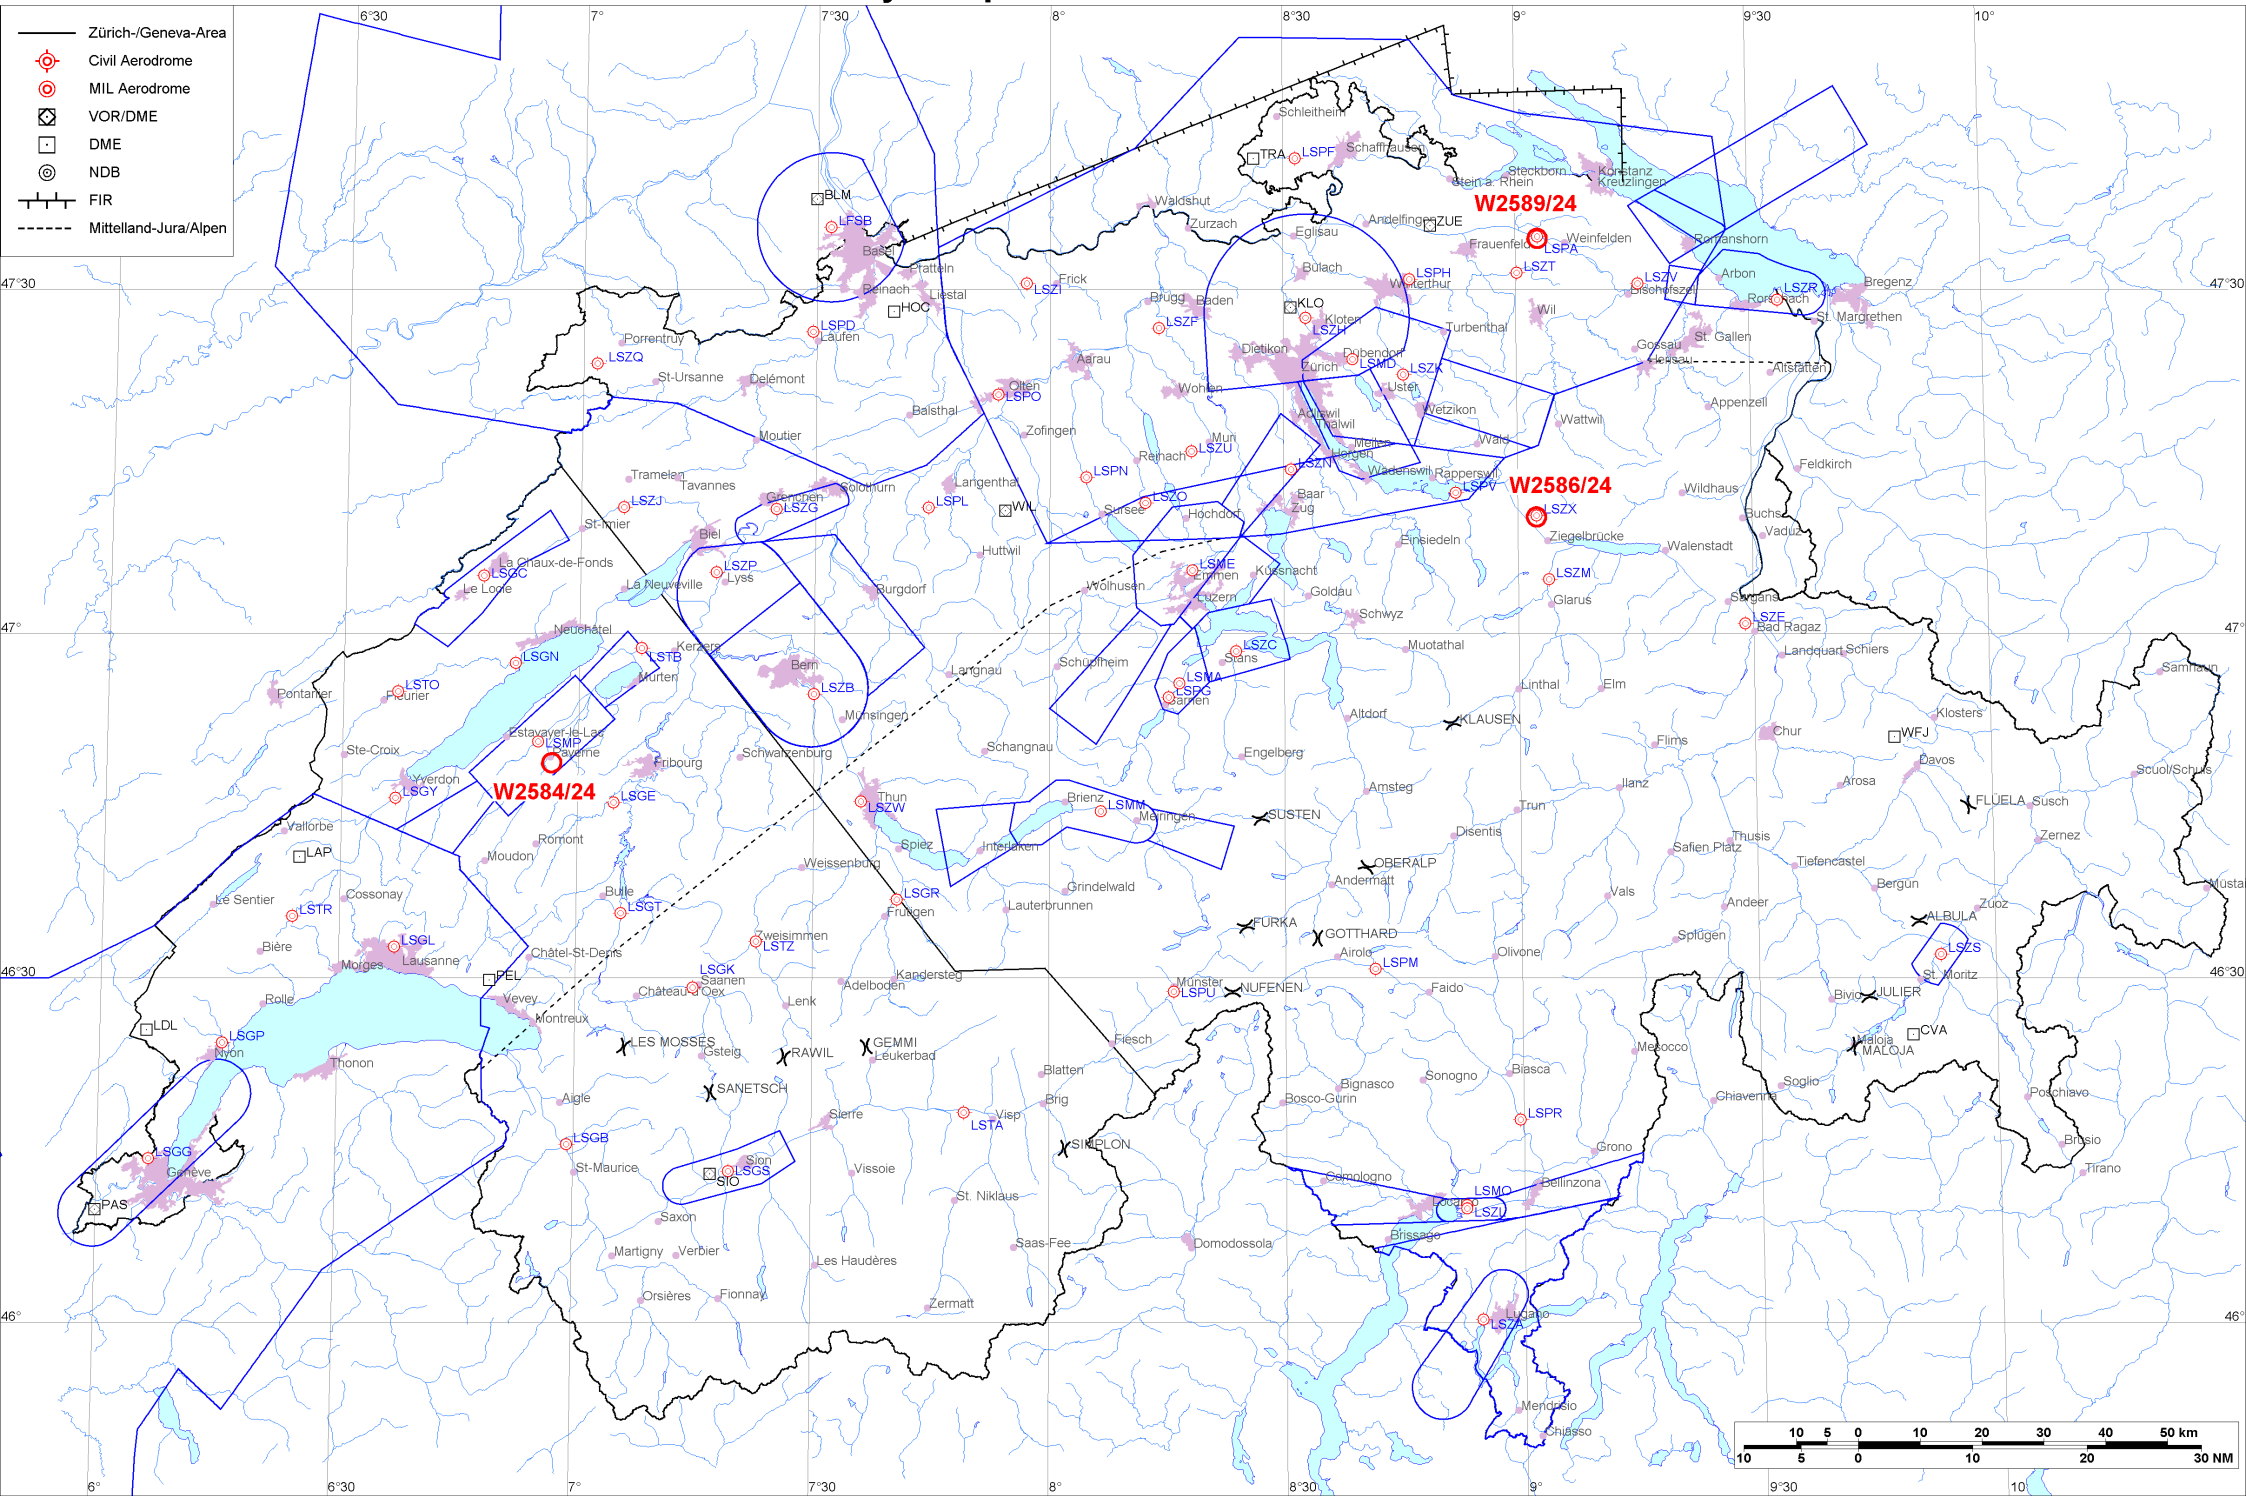 6°30
7°
7°30
8°
8°30
9°
9°30
10°
Zürich-/Geneva-Area
Civil Aerodrome
MIL Aerodrome
VOR/DME
DME
NDB
FIR
Mittelland-Jura/Alpen
Schleitheim
TRA
LSPF
Schaffhausen
Steckborn
Konstanz
Stein a. Rhein
Kreuzlingen
BLM
Waldshut
W2589/24
LFSB
Zurzach
Eglisau
Andelfingen
ZUE
Weinfelden
Romanshorn
Basel
Frauenfeld
LSPA
Pratteln
Bülach
LSPH
LSZT
Arbon
47°30
LSZI
Frick
Winterthur
LSZV
Bischofszell
LSZR
Bregenz
47°30
Reinach
Liestal
HOC
Brugg
Baden
KLO
Rorschach
Wil
St. Margrethen
LSPD
Laufen
LSZF
Kloten
LSZH
Turbenthal
Porrentruy
St. Gallen
LSZQ
Aarau
Dietikon
Dübendorf
LSMD
Gossau
Herisau
Zürich
LSZK
Altstätten
St-Ursanne
Delémont
Olten
LSPO
Wohlen
Uster
Balsthal
Wetzikon
Appenzell
Adliswil
Thalwil
Wattwil
Moutier
Zofingen
Muri
LSZU
Meilen
Wald
Horgen
Reinach
LSZN
Wädenswil
Rapperswil
Feldkirch
Tramelan
Tavannes
LSPN
LSPV
W2586/24
Wildhaus
Grenchen
Solothurn
Langenthal
LSZJ
LSZG
LSPL
WIL
LSZO
Baar
Zug
LSZX
St-Imier
Sursee
Hochdorf
Buchs
Biel
Vaduz
Huttwil
Einsiedeln
Ziegelbrücke
Walenstadt
La Chaux-de-Fonds
LSGC
LSZP
Lyss
LSME
Emmen
Küssnacht
LSZM
Le Locle
La Neuveville
Burgdorf
Wolhusen
Luzern
Goldau
Glarus
Sargans
Schwyz
LSZE
Bad Ragaz
47°
Neuchâtel
47°
LSGN
LSTB
Kerzers
LSZC
Stans
Muotathal
Landquart
Schiers
Bern
Langnau
Schüpfheim
Samnaun
LSTO
Fleurier
Murten
LSZB
LSMA
LSPG
Sarnen
Linthal
Elm
Pontarlier
Münsingen
Altdorf
KLAUSEN
Klosters
Estavayer-le-Lac
LSMP
Payerne
Ste-Croix
Schwarzenburg
Schangnau
Engelberg
Flims
Chur
WFJ
Fribourg
Davos
Yverdon
LSGY
W2584/24
LSGE
Thun
LSZW
Brienz
LSMM
Meiringen
Amsteg
Ilanz
Arosa
Scuol/Schuls
FLÜELA
Susch
Trun
Vallorbe
SUSTEN
Romont
Disentis
Thusis
Zernez
LAP
Moudon
Spiez
Interlaken
Safien Platz
Weissenburg
OBERALP
Tiefencastel
Cossonay
Bulle
LSGR
Grindelwald
Andermatt
Vals
Bergün
Müstair
Le Sentier
LSTR
LSGT
Frutigen
Lauterbrunnen
Andeer
Zuoz
FURKA
ALBULA
Bière
LSGL
Zweisimmen
LSTZ
GOTTHARD
Splügen
Lausanne
Châtel-St-Denis
Airolo
Olivone
LSZS
Morges
LSGK
Saanen
LSPM
46°30
PEL
Kandersteg
Adelboden
Münster
LSPU
NUFENEN
Faido
St. Moritz
46°30
Rolle
Vevey
Château-d'Oex
Lenk
Bivio
JULIER
Montreux
LDL
LSGP
LES MOSSES
GEMMI
Fiesch
Maloja
MALOJA
CVA
Nyon
Gsteig
RAWIL
Leukerbad
Mesocco
Thonon
SANETSCH
Blatten
Bignasco
Sonogno
Biasca
Soglio
Aigle
Brig
Bosco-Gurin
Chiavenna
Poschiavo
Sierre
LSTA
Visp
LSPR
LSGB
SIMPLON
Grono
Brusio
LSGG
Genève
St-Maurice
Sion
LSGS
SIO
Vissoie
Comologno
Bellinzona
Tirano
PAS
St. Niklaus
LSMO
Locarno
LSZL
Saxon
Brissago
Martigny
Verbier
Les Haudères
Saas-Fee
Domodossola
Orsières
Fionnay
Zermatt
46°
Lugano
LSZA
46°
Mendrisio
Chiasso
10 5 0 10 20 30 40 50 km
10 5 0 10 20 30 NM
6°
6°30
7°
7°30
8°
8°30
9°
9°30
10°